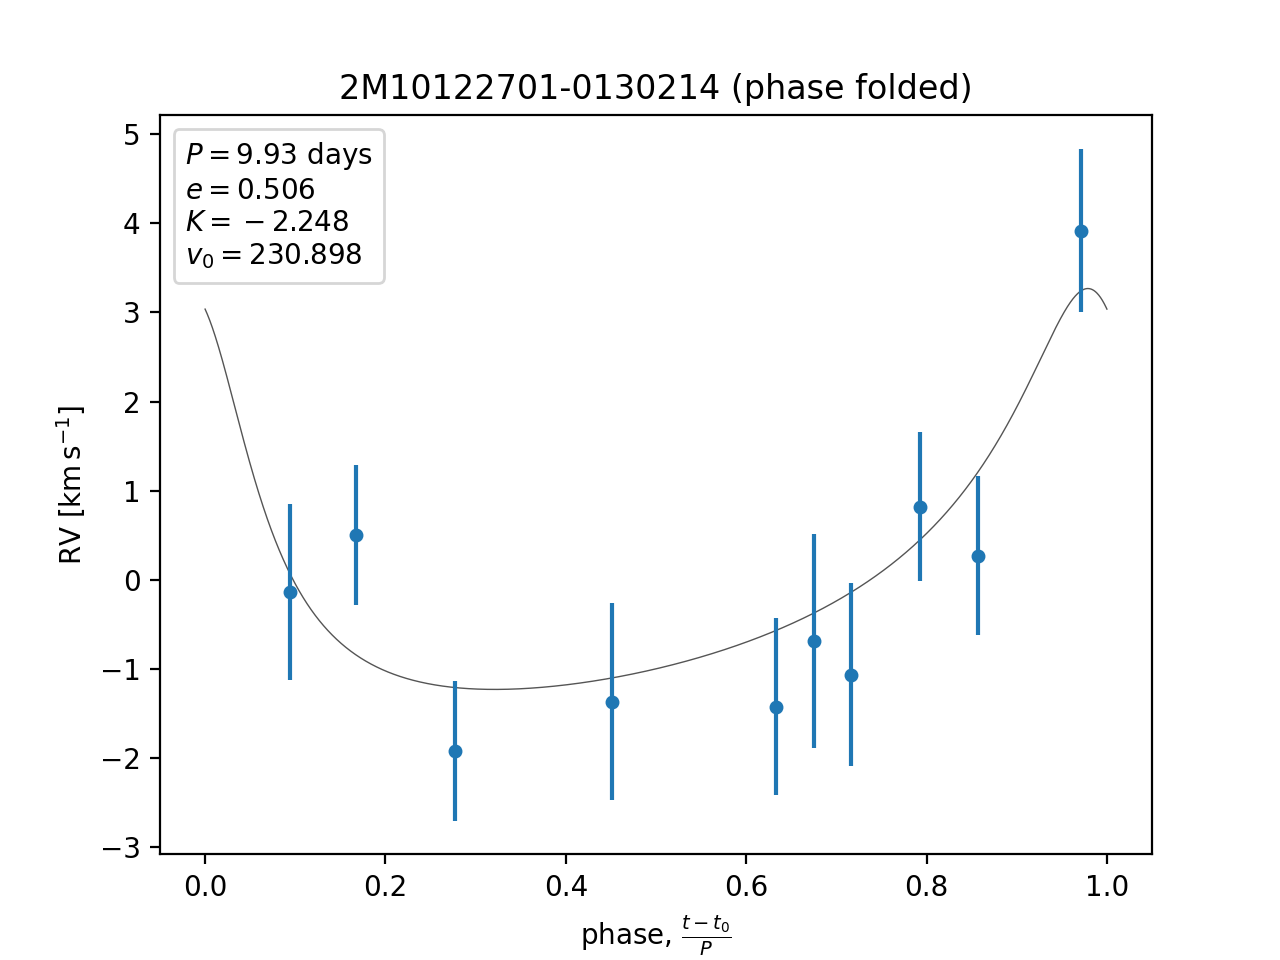 2M10122701-0130214 (phase folded)
P = 9.93 days
e = 0.506
K = −2.248
v₀ = 230.898
RV [km s⁻¹]
5
4
3
2
1
0
−1
−2
−3
0.0 0.2 0.4 0.6 0.8 1.0
phase, (t − t₀)/P